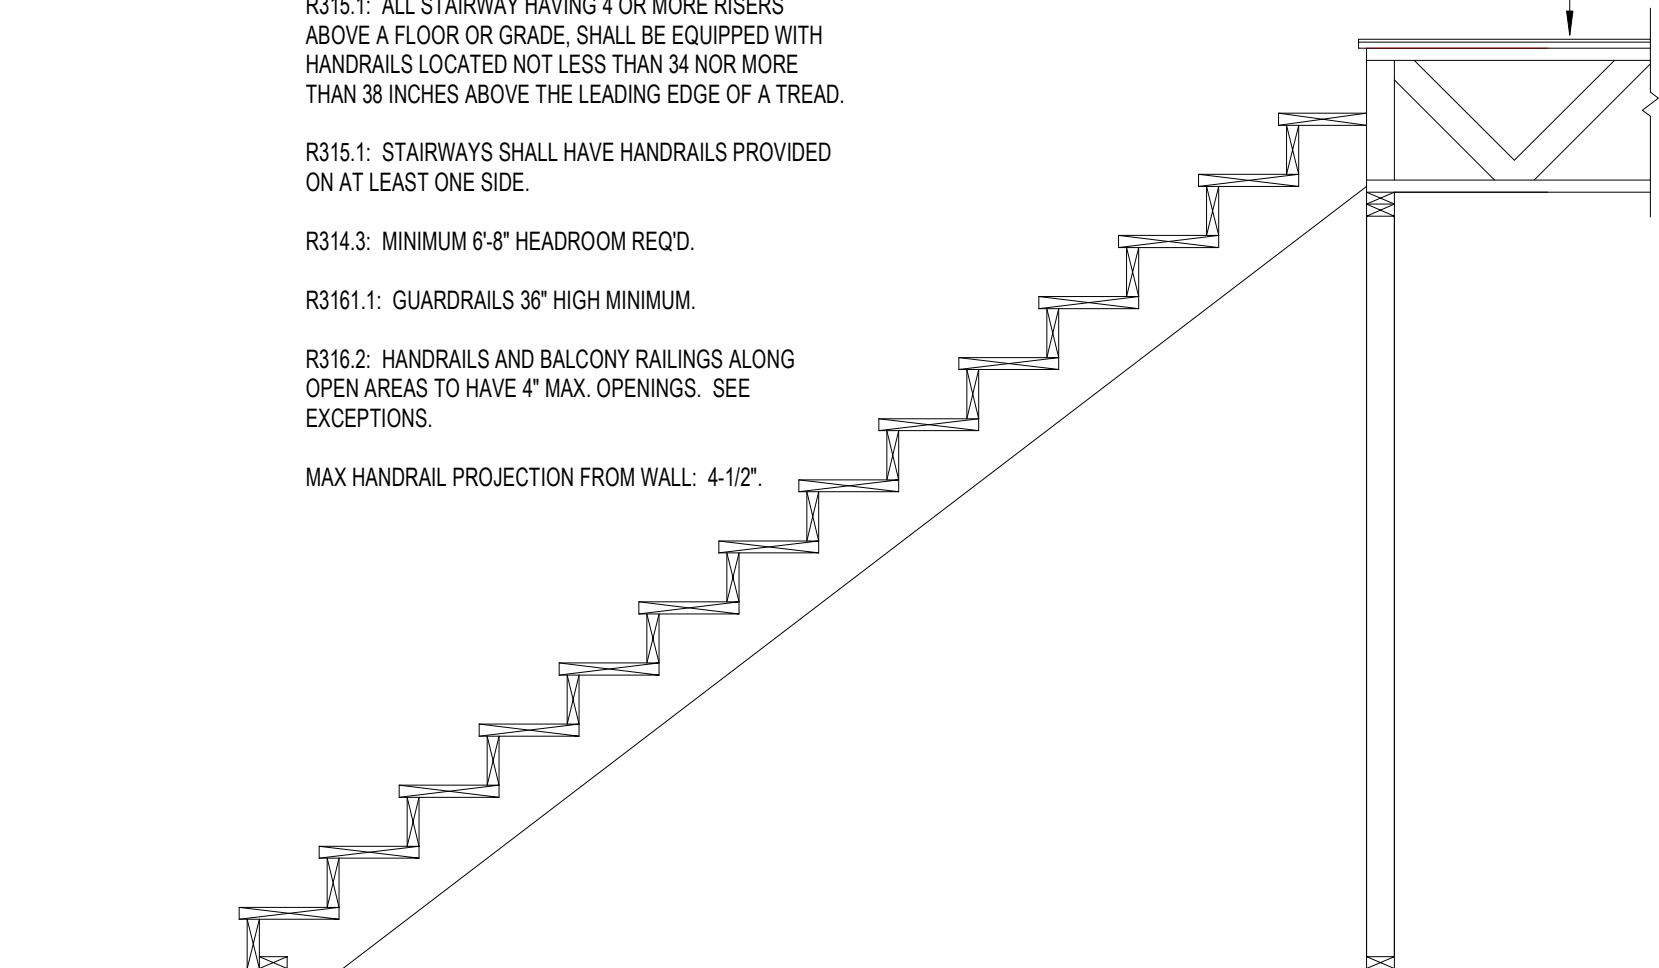 R315.1: ALL STAIRWAY HAVING 4 OR MORE RISERS
ABOVE A FLOOR OR GRADE, SHALL BE EQUIPPED WITH
HANDRAILS LOCATED NOT LESS THAN 34 NOR MORE
THAN 38 INCHES ABOVE THE LEADING EDGE OF A TREAD.
R315.1: STAIRWAYS SHALL HAVE HANDRAILS PROVIDED
ON AT LEAST ONE SIDE.
R314.3: MINIMUM 6'-8" HEADROOM REQ'D.
R3161.1: GUARDRAILS 36" HIGH MINIMUM.
R316.2: HANDRAILS AND BALCONY RAILINGS ALONG
OPEN AREAS TO HAVE 4" MAX. OPENINGS. SEE
EXCEPTIONS.
MAX HANDRAIL PROJECTION FROM WALL: 4-1/2".